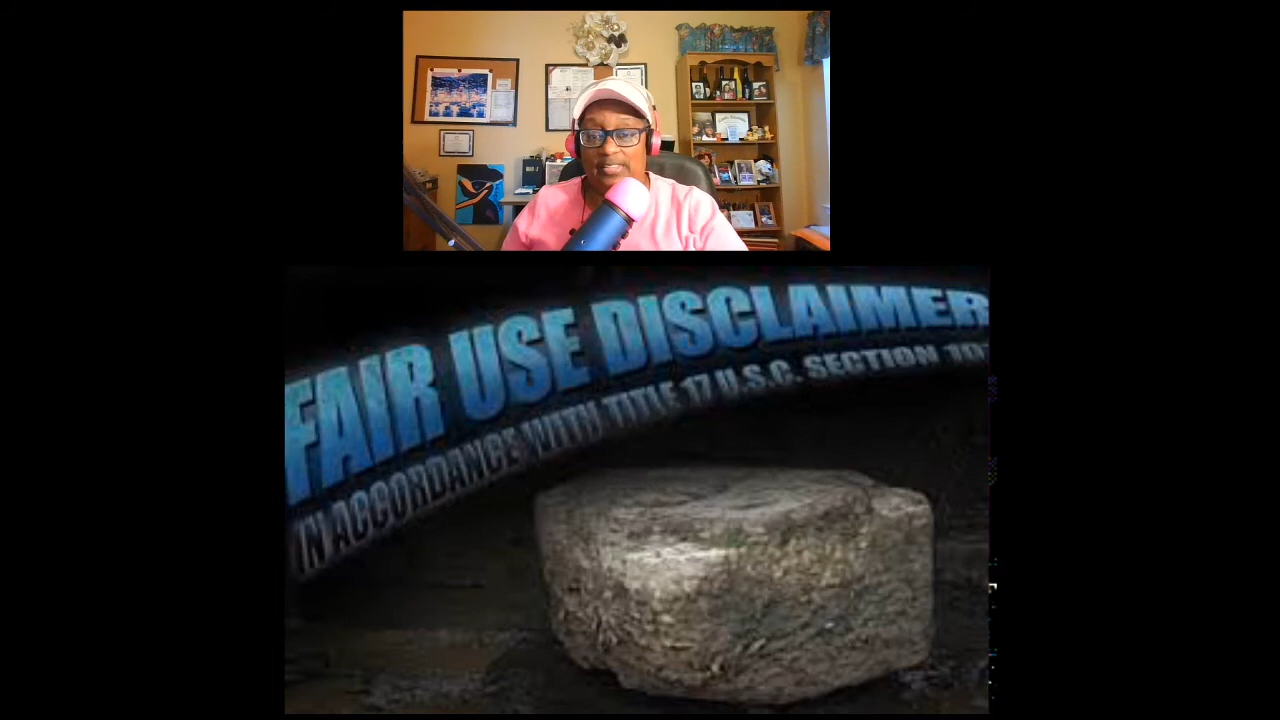 FAIR USE DISCLAIMER
IN ACCORDANCE WITH TITLE 17 U.S.C. SECTION